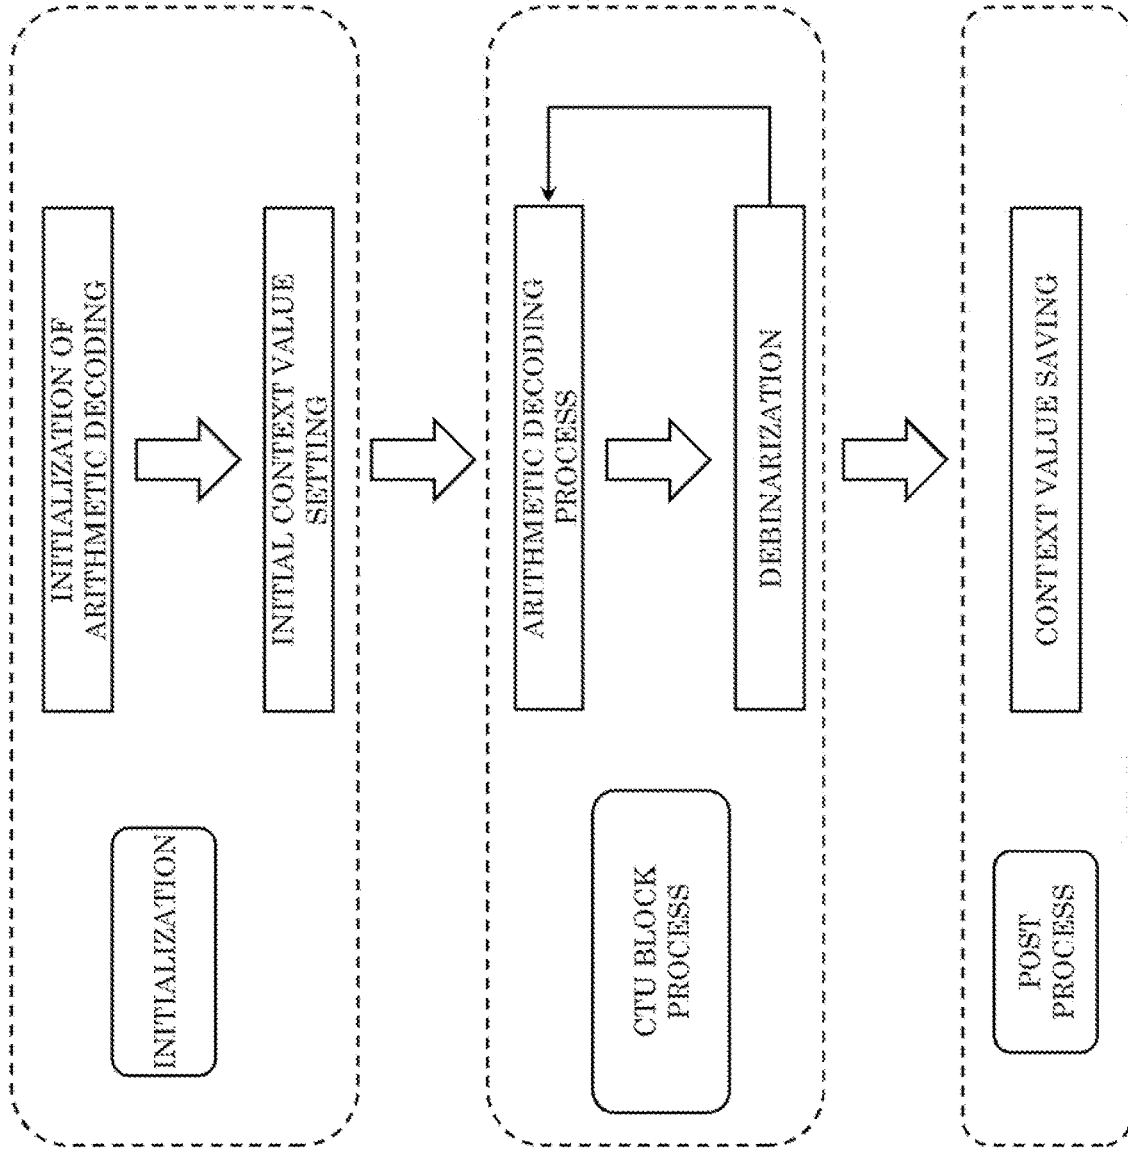 INITIALIZATION
INITIALIZATION OF
ARITHMETIC DECODING
INITIAL CONTEXT VALUE
SETTING
CTU BLOCK
PROCESS
ARITHMETIC DECODING
PROCESS
DEBINARIZATION
POST
PROCESS
CONTEXT VALUE SAVING